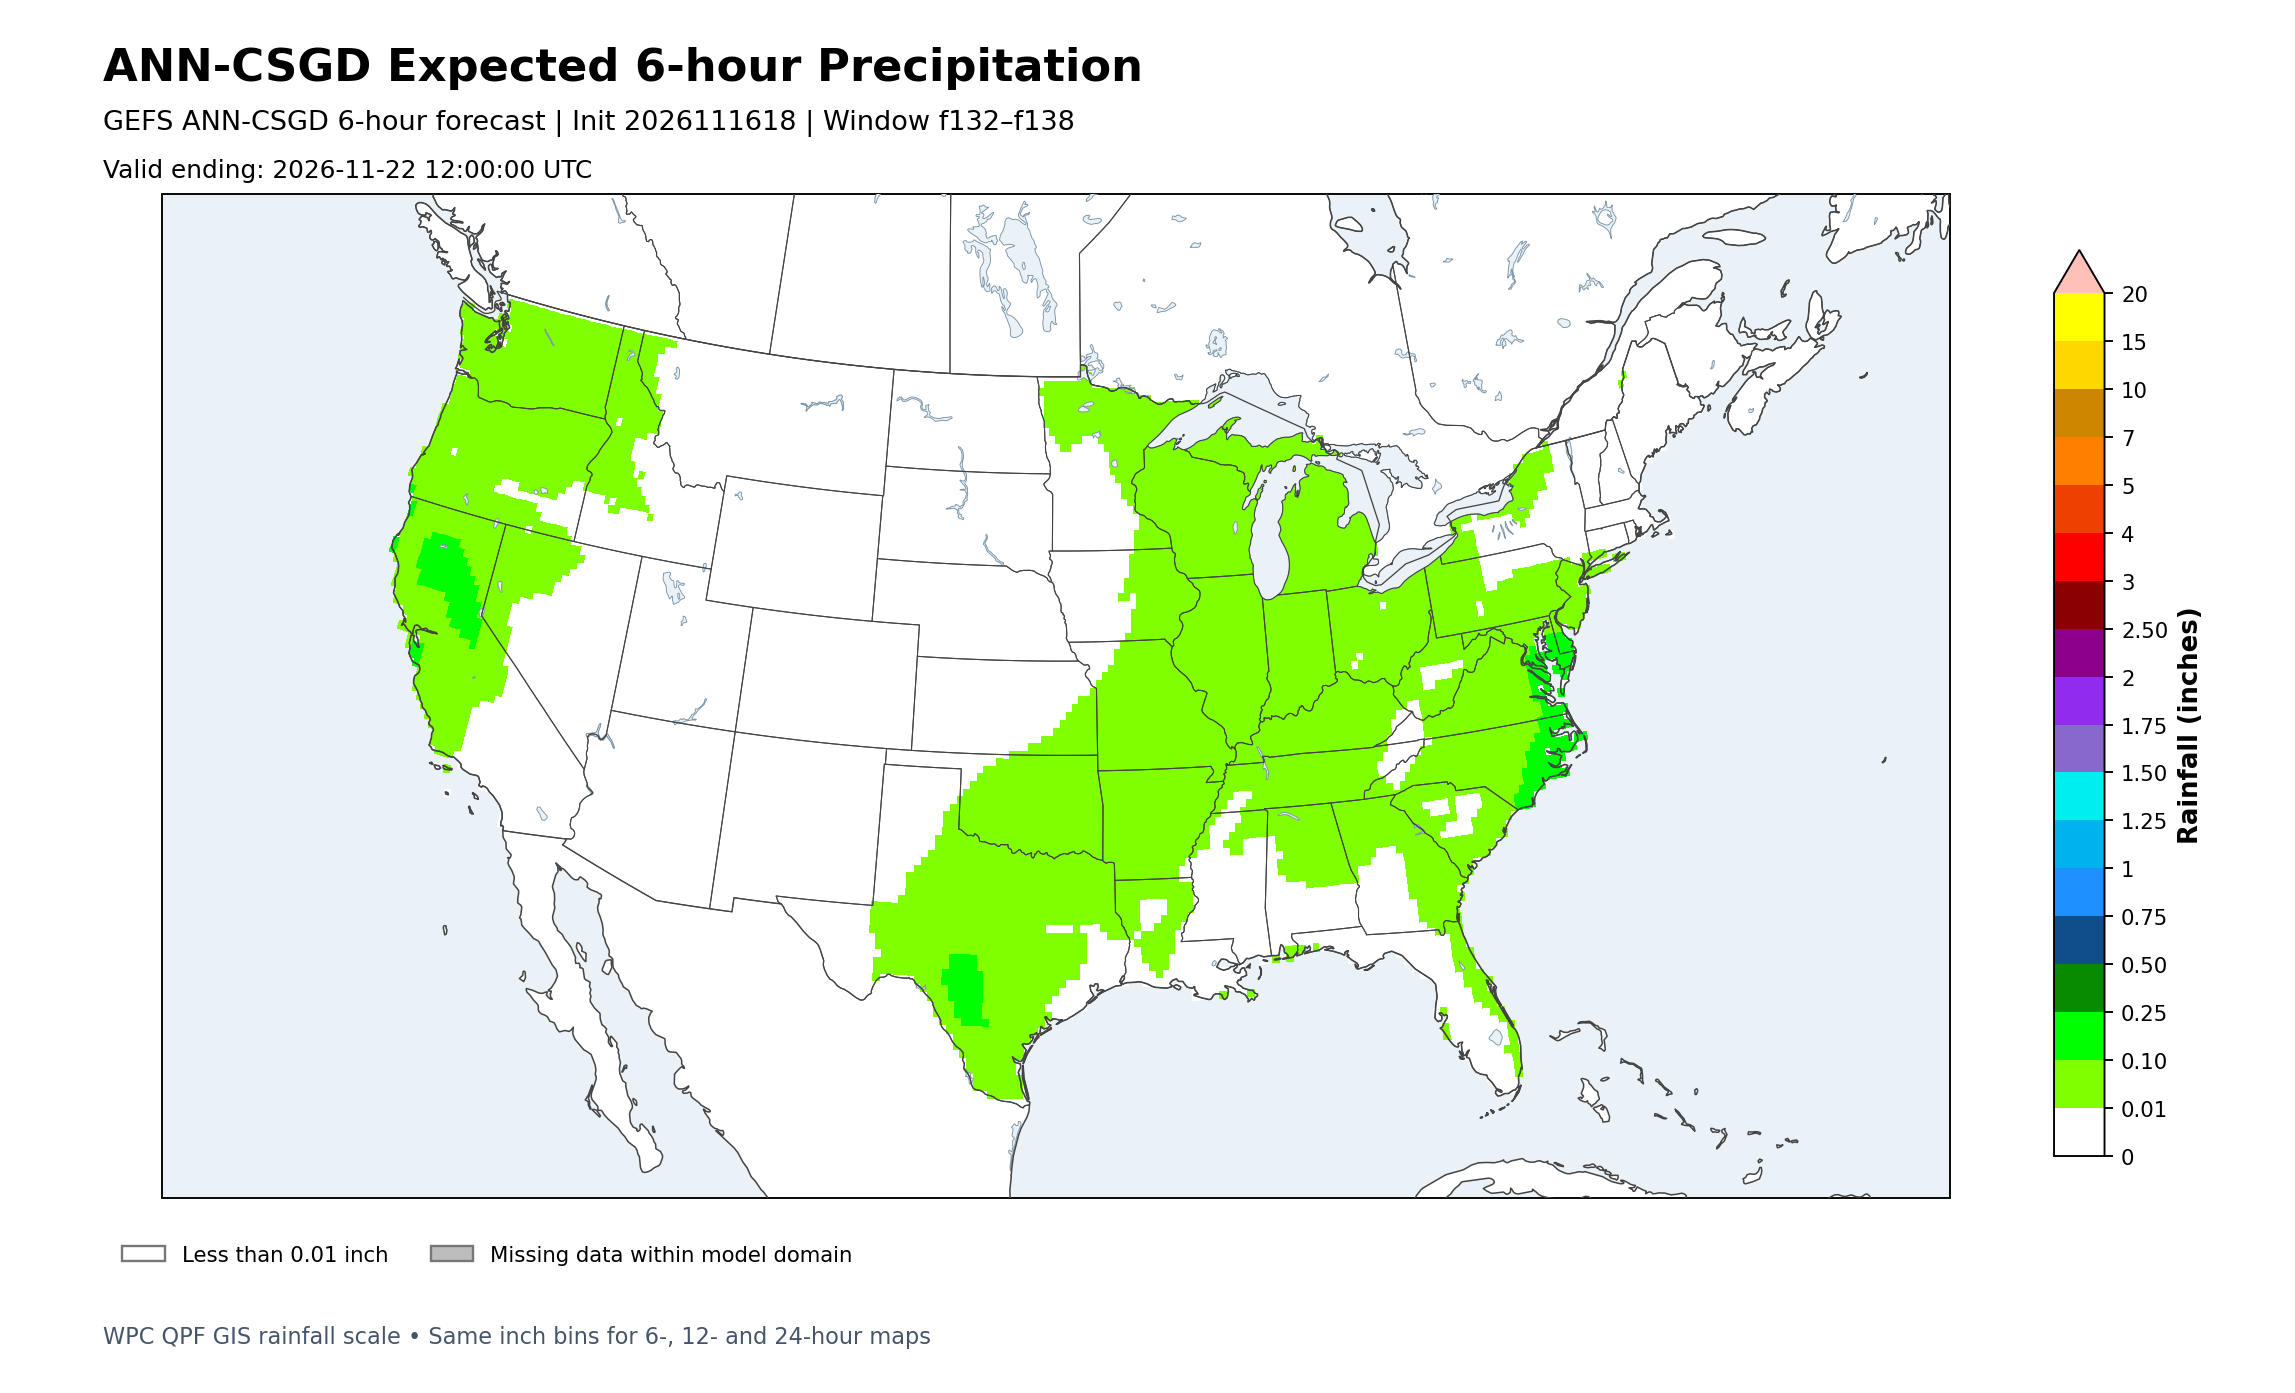 ANN-CSGD Expected 6-hour Precipitation
GEFS ANN-CSGD 6-hour forecast | Init 2026111618 | Window f132–f138
Valid ending: 2026-11-22 12:00:00 UTC
20
15
10
7
5
4
3
2.50
2
1.75
1.50
1.25
1
0.75
0.50
0.25
0.10
0.01
0
Rainfall (inches)
Less than 0.01 inch
Missing data within model domain
WPC QPF GIS rainfall scale • Same inch bins for 6-, 12- and 24-hour maps